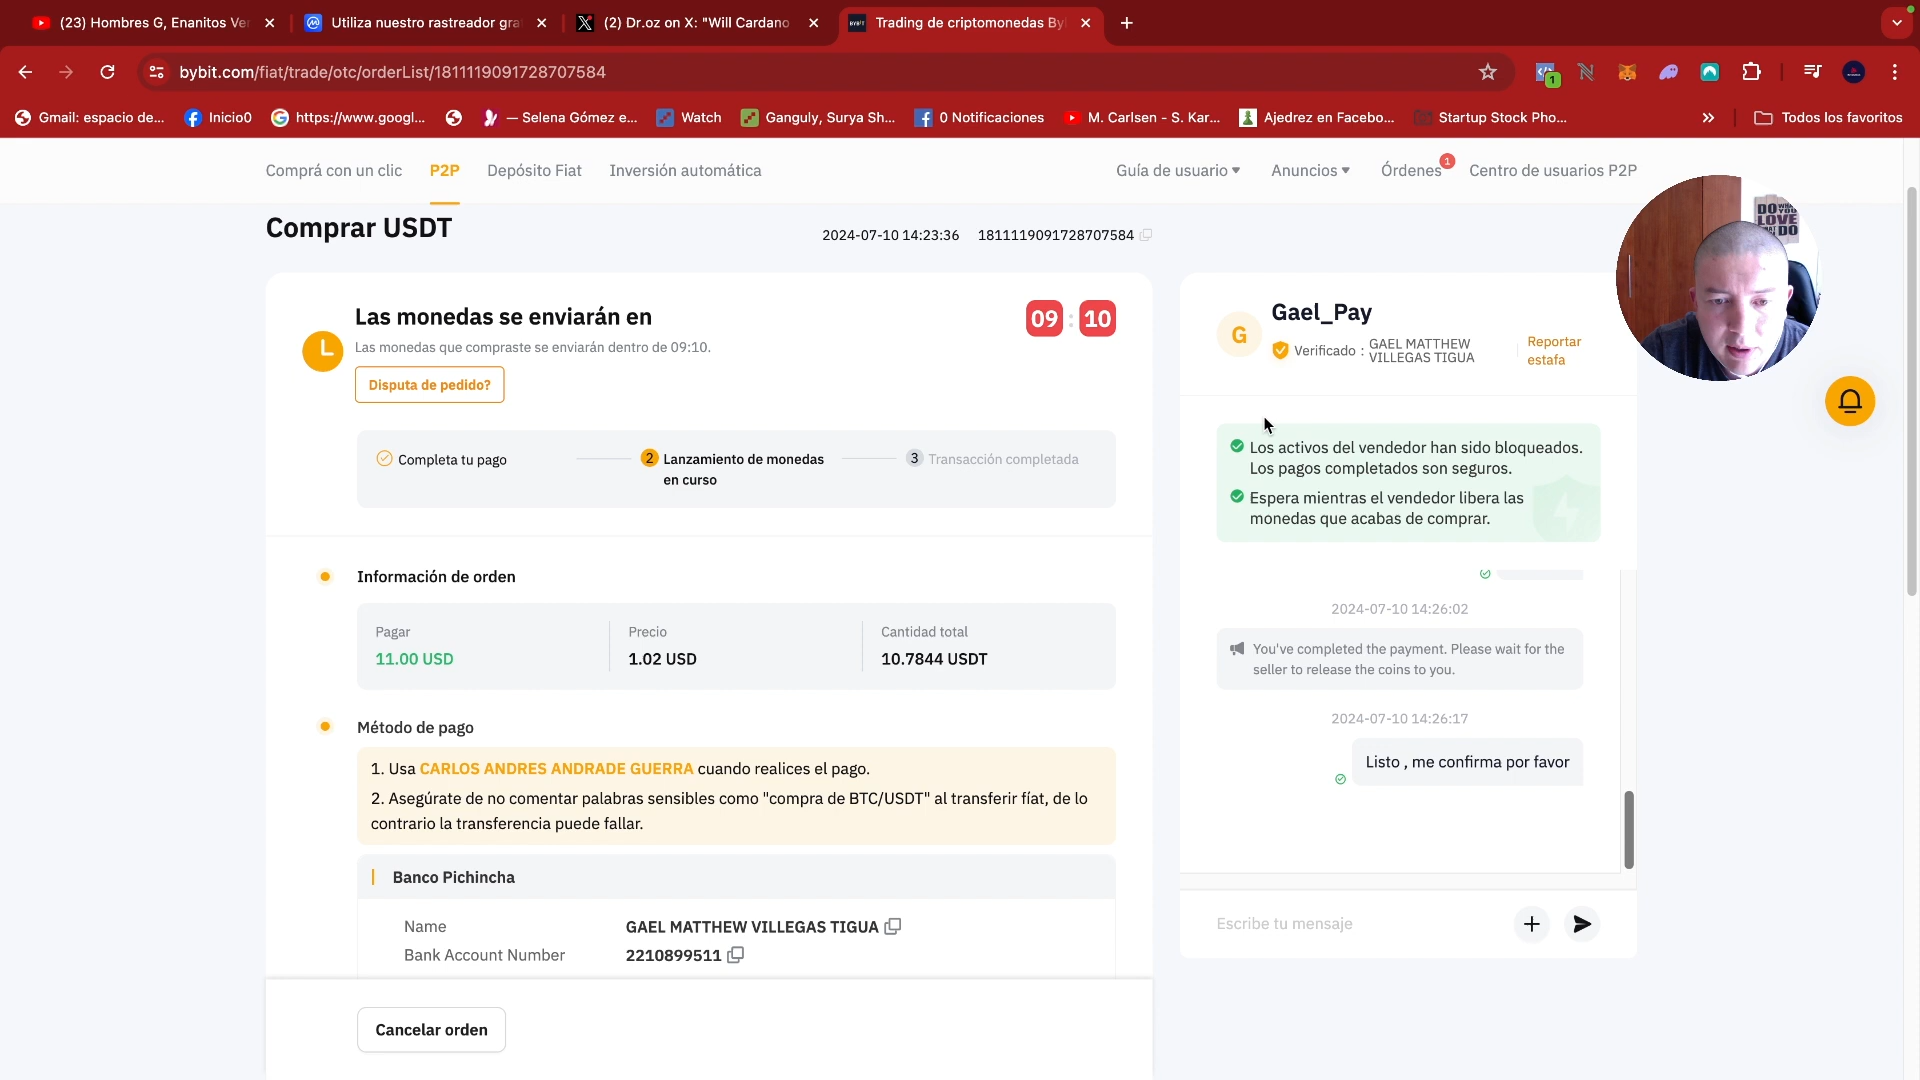 (23) Hombres G, Enanitos Ve
Utiliza nuestro rastreador gra
(2) Dr.oz on X: "Will Cardano
BYBIT
Trading de criptomonedas By
bybit.com/fiat/trade/otc/orderList/1811119091728707584
1
Gmail: espacio de...
Inicio0
https://www.googl...
— Selena Gómez e...
Watch
Ganguly, Surya Sh...
0 Notificaciones
M. Carlsen - S. Kar...
Ajedrez en Facebo...
Startup Stock Pho...
Todos los favoritos
Comprá con un clic
P2P
Depósito Fiat
Inversión automática
Guía de usuario
Anuncios
Órdenes
1
Centro de usuarios P2P
Comprar USDT
2024-07-10 14:23:36
1811119091728707584
Las monedas se enviarán en
09 : 10
Las monedas que compraste se enviarán dentro de 09:10.
Disputa de pedido?
Completa tu pago
2 Lanzamiento de monedas
en curso
3 Transacción completada
Información de orden
Pagar
Precio
Cantidad total
11.00 USD
1.02 USD
10.7844 USDT
Método de pago
1. Usa CARLOS ANDRES ANDRADE GUERRA cuando realices el pago.
2. Asegúrate de no comentar palabras sensibles como "compra de BTC/USDT" al transferir fíat, de lo
contrario la transferencia puede fallar.
Banco Pichincha
Name
GAEL MATTHEW VILLEGAS TIGUA
Bank Account Number
2210899511
Cancelar orden
G
Gael_Pay
Verificado :
GAEL MATTHEW
VILLEGAS TIGUA
Reportar
estafa
DO WHAT
YOU
LOVE
DO
Los activos del vendedor han sido bloqueados.
Los pagos completados son seguros.
Espera mientras el vendedor libera las
monedas que acabas de comprar.
2024-07-10 14:26:02
You've completed the payment. Please wait for the
seller to release the coins to you.
2024-07-10 14:26:17
Listo , me confirma por favor
Escribe tu mensaje